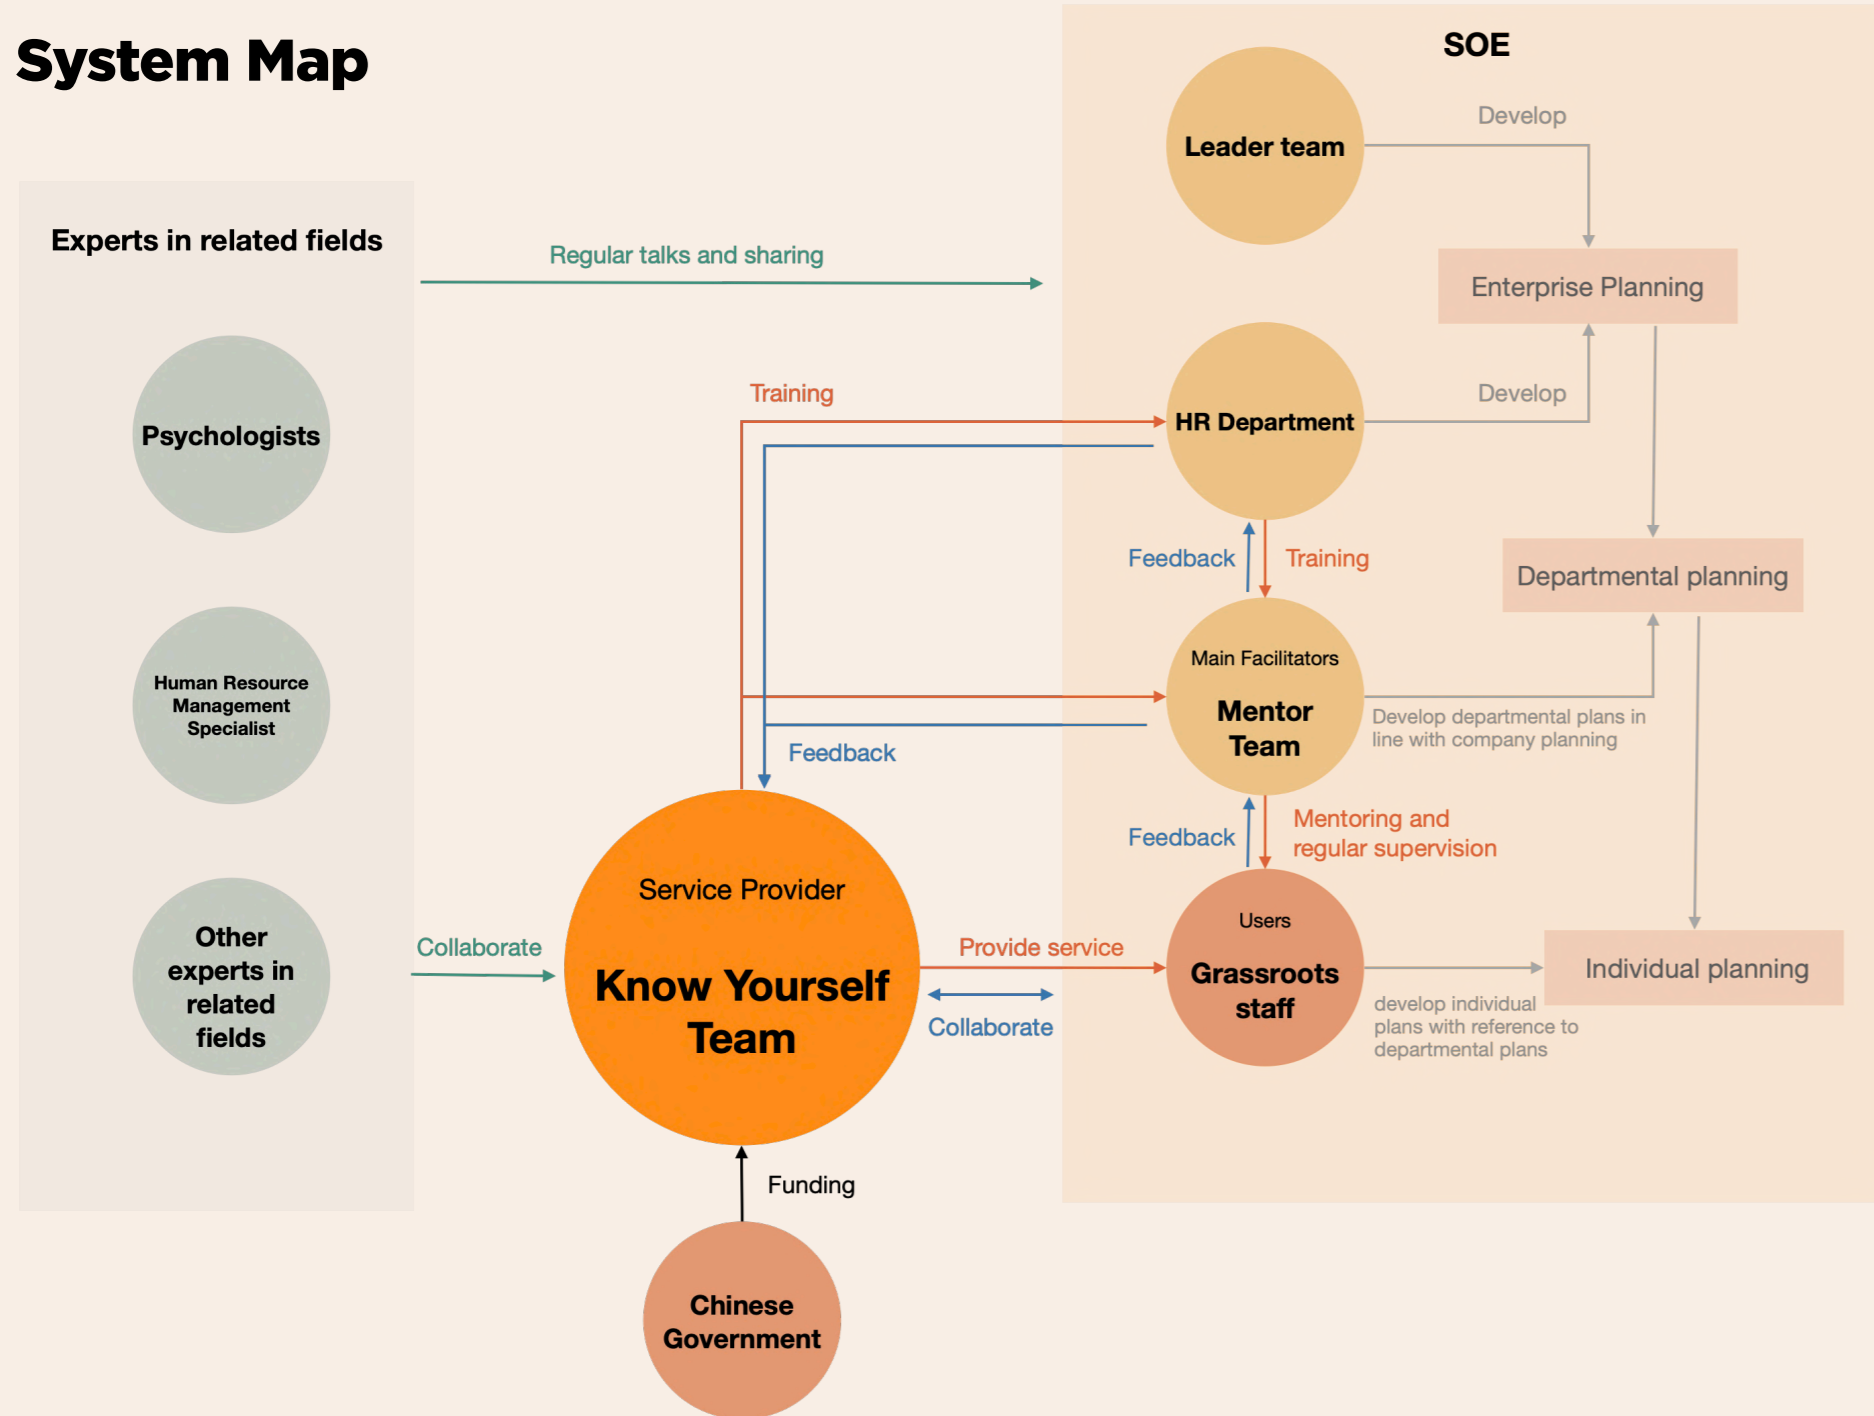 System Map
SOE
Leader team
Develop
Experts in related fields
Regular talks and sharing
Enterprise Planning
Psychologists
Training
HR Department
Develop
Feedback
Training
Departmental planning
Human Resource
Management
Specialist
Main Facilitators
Mentor
Team
Develop departmental plans in
line with company planning
Feedback
Feedback
Mentoring and
regular supervision
Service Provider
Know Yourself
Team
Other
experts in
related
fields
Collaborate
Provide service
Collaborate
Users
Grassroots
staff
Individual planning
develop individual
plans with reference to
departmental plans
Funding
Chinese
Government